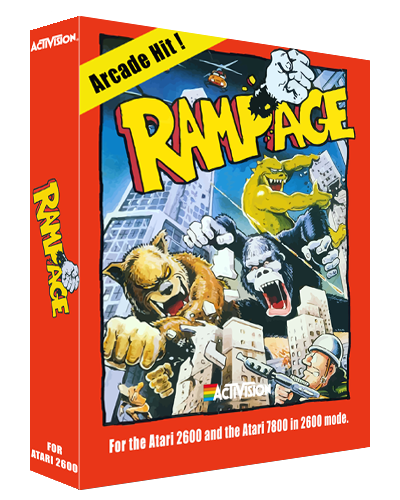 ACTIVISION
Arcade Hit !
RAMPAGE
RAMPAGE
ACTIVISION
For the Atari 2600 and the Atari 7800 in 2600 mode.
FOR
ATARI 2600